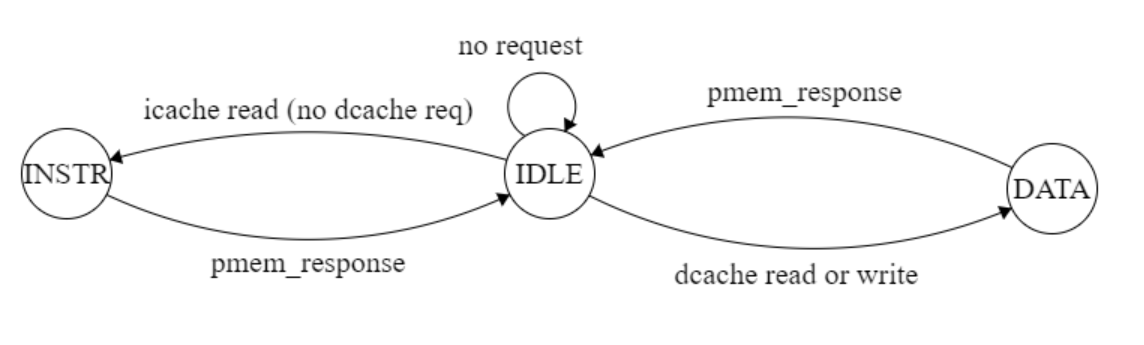 no request
icache read (no dcache req)
pmem_response
INSTR
IDLE
DATA
pmem_response
dcache read or write